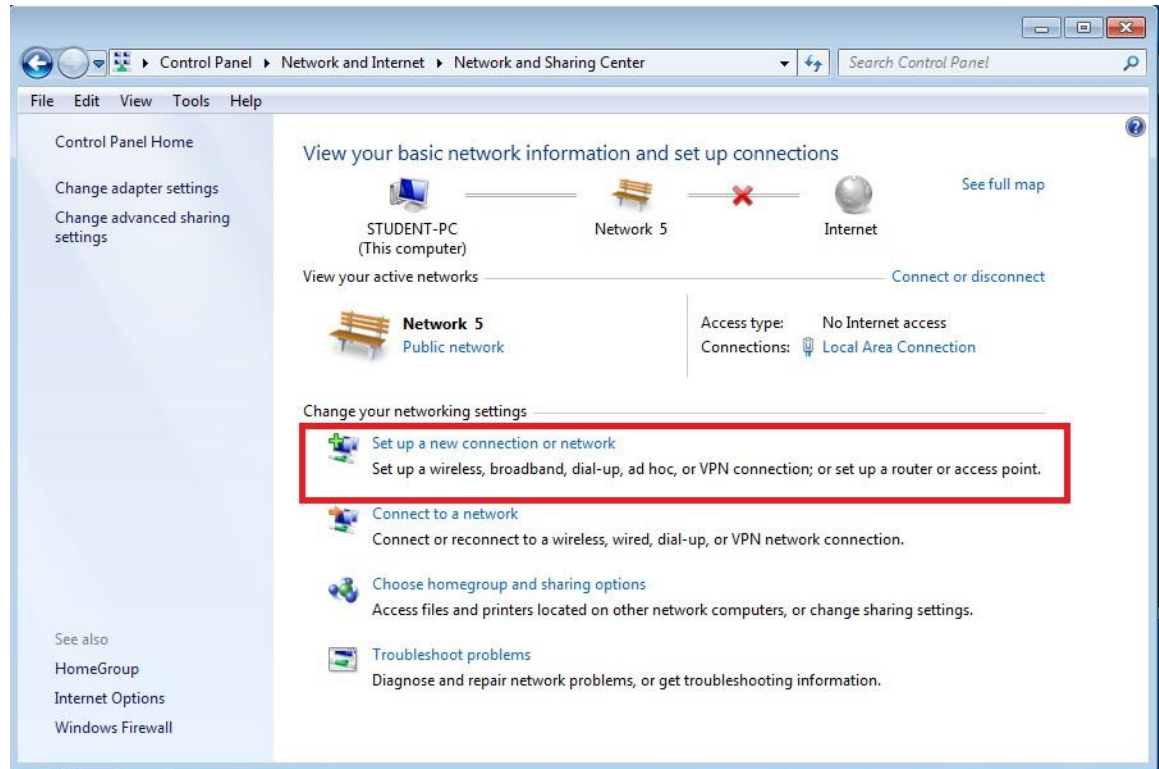 Control Panel ▸ Network and Internet ▸ Network and Sharing Center
Search Control Panel
File Edit View Tools Help
Control Panel Home
Change adapter settings
Change advanced sharing
settings
See also
HomeGroup
Internet Options
Windows Firewall
View your basic network information and set up connections
See full map
STUDENT-PC
(This computer)
Network 5
Internet
View your active networks
Connect or disconnect
Network 5
Public network
Access type: No Internet access
Connections: Local Area Connection
Change your networking settings
Set up a new connection or network
Set up a wireless, broadband, dial-up, ad hoc, or VPN connection; or set up a router or access point.
Connect to a network
Connect or reconnect to a wireless, wired, dial-up, or VPN network connection.
Choose homegroup and sharing options
Access files and printers located on other network computers, or change sharing settings.
Troubleshoot problems
Diagnose and repair network problems, or get troubleshooting information.